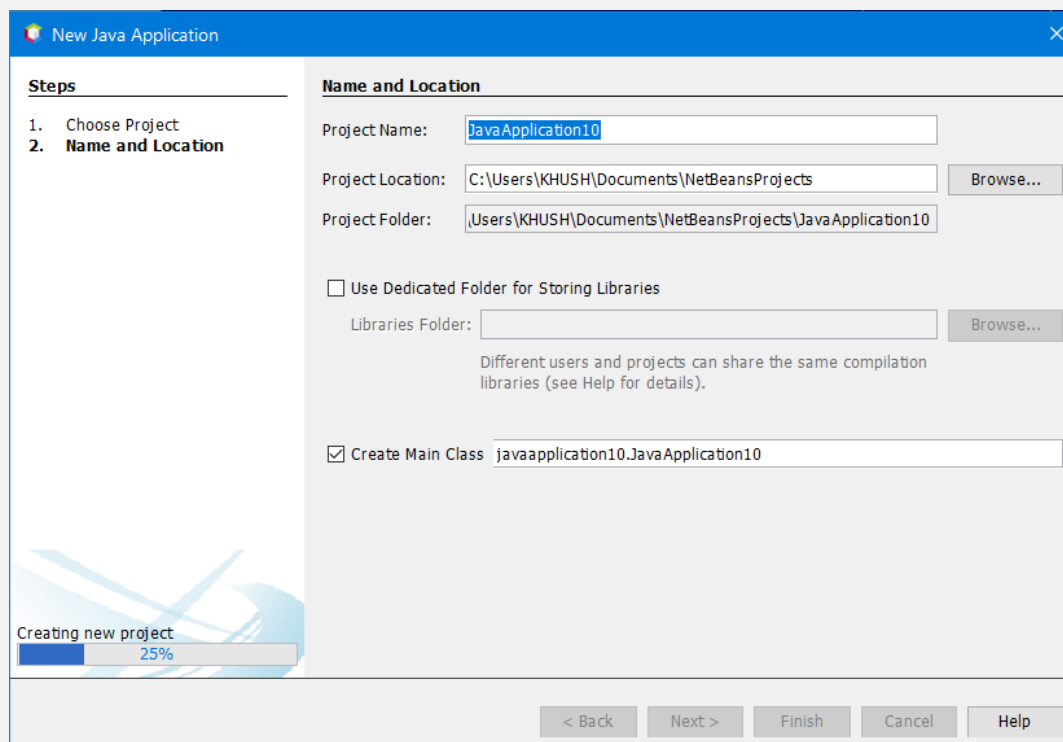 New Java Application
Steps
1. Choose Project
2. Name and Location
Name and Location
Project Name: JavaApplication10
Project Location: C:\Users\KHUSH\Documents\NetBeansProjects Browse...
Project Folder: \Users\KHUSH\Documents\NetBeansProjects\JavaApplication10
Use Dedicated Folder for Storing Libraries
Libraries Folder: Browse...
Different users and projects can share the same compilation
libraries (see Help for details).
Create Main Class javaapplication10.JavaApplication10
Creating new project
25%
< Back Next > Finish Cancel Help